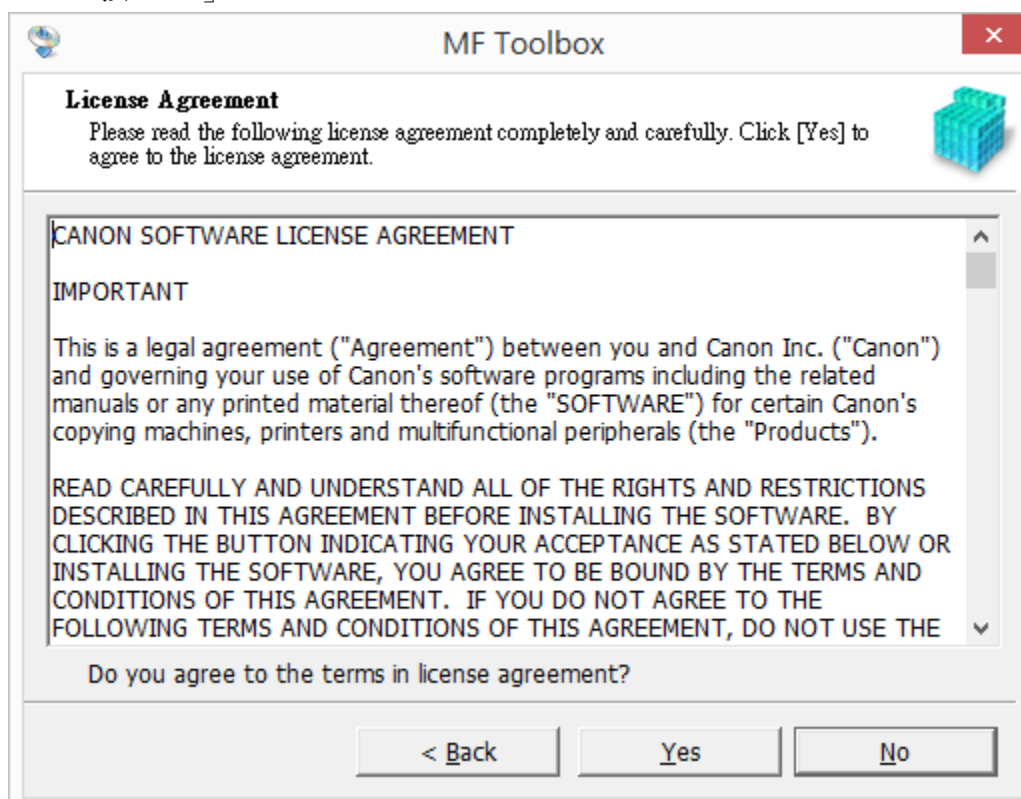 MF Toolbox
License Agreement
Please read the following license agreement completely and carefully. Click [Yes] to
agree to the license agreement.
CANON SOFTWARE LICENSE AGREEMENT
IMPORTANT
This is a legal agreement ("Agreement") between you and Canon Inc. ("Canon")
and governing your use of Canon's software programs including the related
manuals or any printed material thereof (the "SOFTWARE") for certain Canon's
copying machines, printers and multifunctional peripherals (the "Products").
READ CAREFULLY AND UNDERSTAND ALL OF THE RIGHTS AND RESTRICTIONS
DESCRIBED IN THIS AGREEMENT BEFORE INSTALLING THE SOFTWARE.  BY
CLICKING THE BUTTON INDICATING YOUR ACCEPTANCE AS STATED BELOW OR
INSTALLING THE SOFTWARE, YOU AGREE TO BE BOUND BY THE TERMS AND
CONDITIONS OF THIS AGREEMENT.  IF YOU DO NOT AGREE TO THE
FOLLOWING TERMS AND CONDITIONS OF THIS AGREEMENT, DO NOT USE THE
Do you agree to the terms in license agreement?
< Back
Yes
No